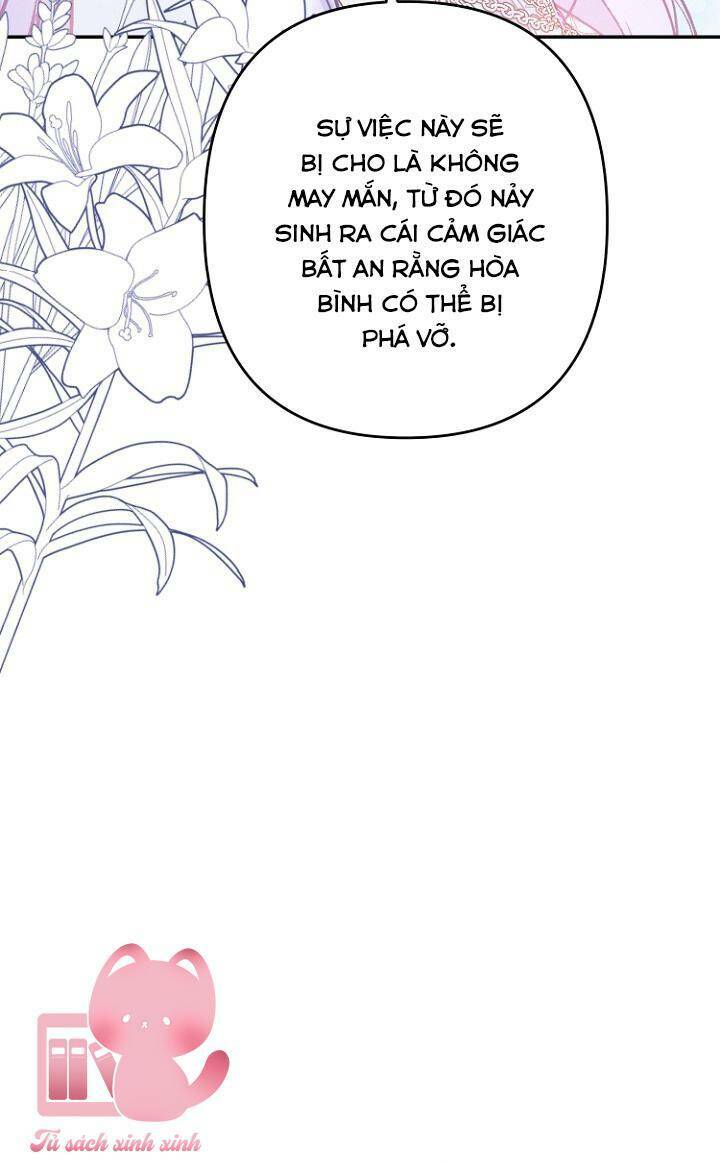 SỰ VIỆC NÀY SẼ
BỊ CHO LÀ KHÔNG
MAY MẮN, TỪ ĐÓ NẢY
SINH RA CÁI CẢM GIÁC
BẤT AN RẰNG HÒA
BÌNH CÓ THỂ BỊ
PHÁ VỠ.
Tủ sách xinh xinh